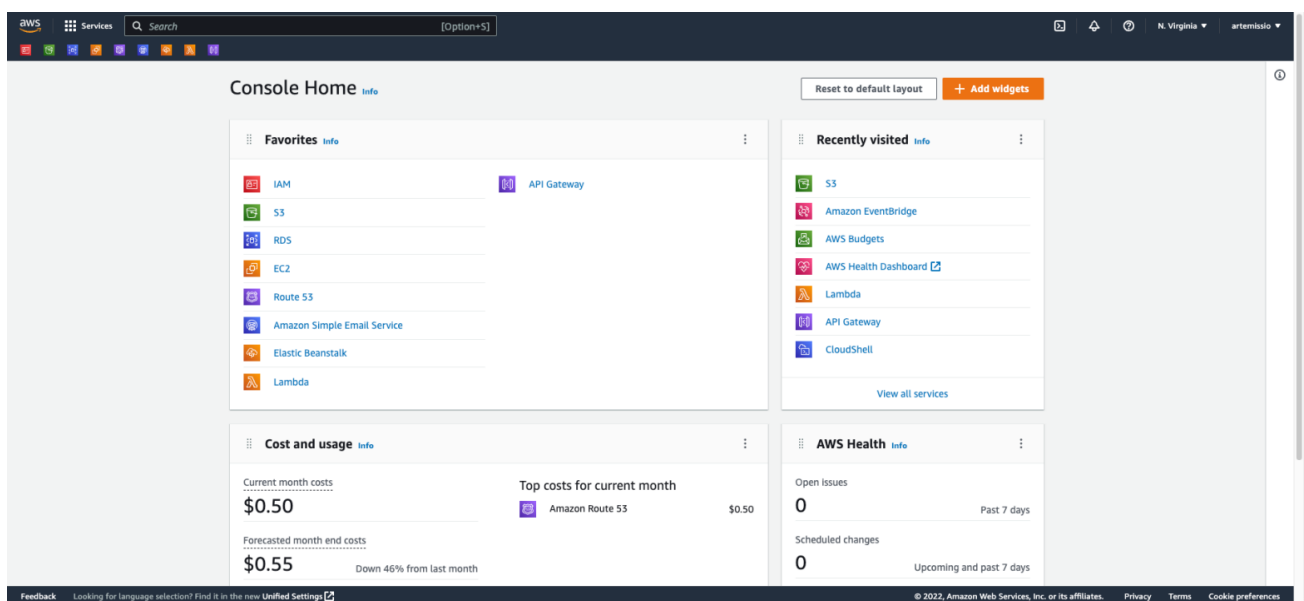 aws
Services
Search [Option+S]
N. Virginia
artemissio
Console Home Info
Reset to default layout
+ Add widgets
Favorites Info
IAM
S3
RDS
EC2
Route 53
Amazon Simple Email Service
Elastic Beanstalk
Lambda
API Gateway
Recently visited Info
S3
Amazon EventBridge
AWS Budgets
AWS Health Dashboard
Lambda
API Gateway
CloudShell
View all services
Cost and usage Info
Current month costs
$0.50
Forecasted month end costs
$0.55 Down 46% from last month
Top costs for current month
Amazon Route 53 $0.50
AWS Health Info
Open issues
0 Past 7 days
Scheduled changes
0 Upcoming and past 7 days
Feedback Looking for language selection? Find it in the new Unified Settings
© 2022, Amazon Web Services, Inc. or its affiliates. Privacy Terms Cookie preferences